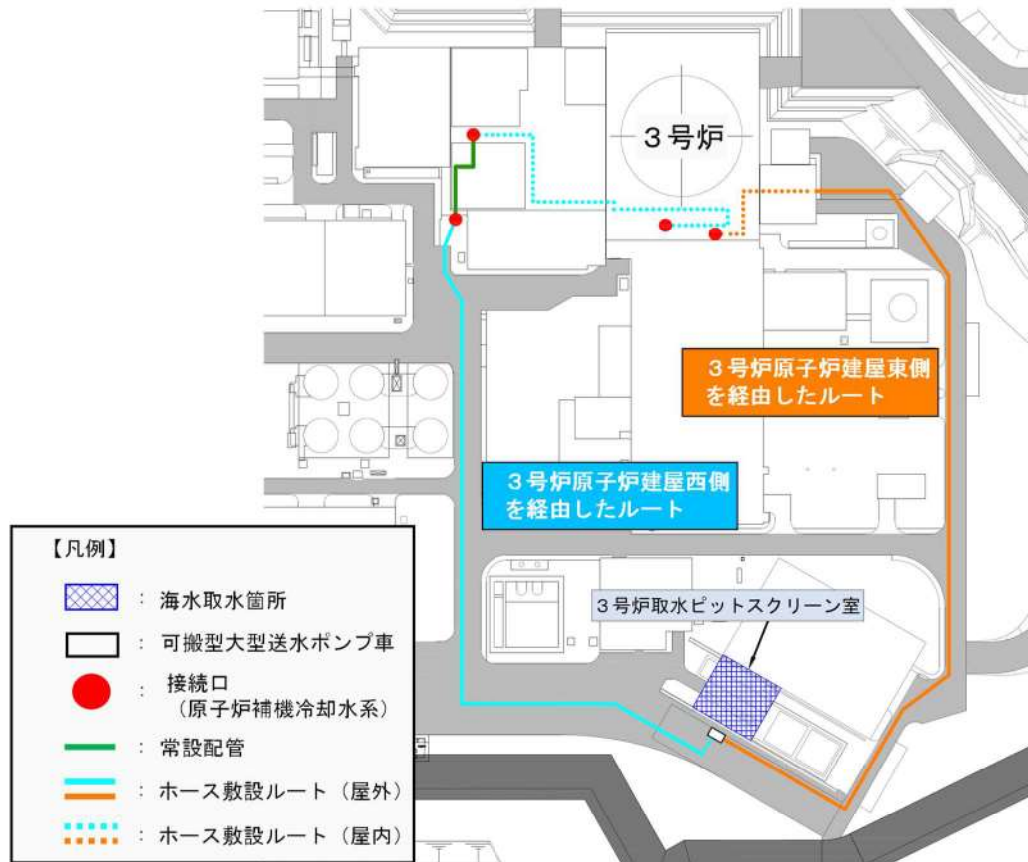 3号炉
3号炉原子炉建屋東側
を経由したルート
3号炉原子炉建屋西側
を経由したルート
3号炉取水ピットスクリーン室
【凡例】
：海水取水箇所
：可搬型大型送水ポンプ車
：接続口
（原子炉補機冷却水系）
：常設配管
：ホース敷設ルート（屋外）
：ホース敷設ルート（屋内）